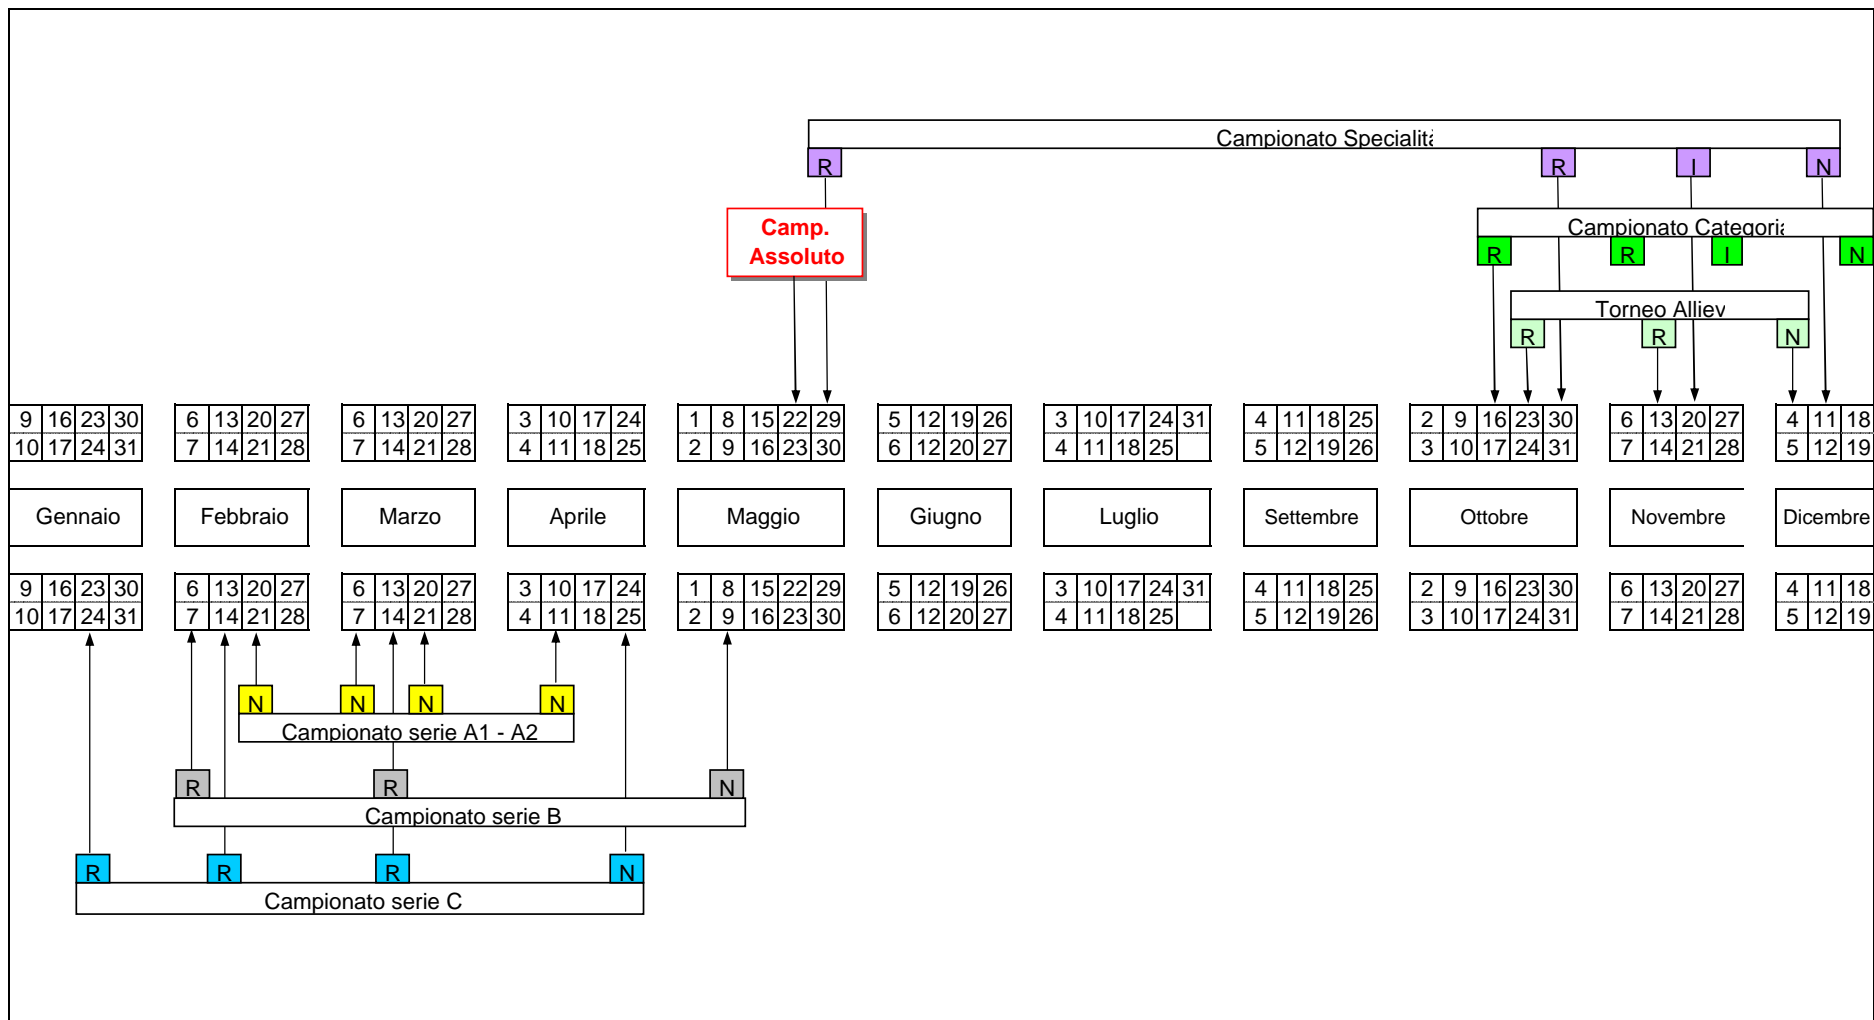 Campionato Specialità
R R I N
Camp.
Assoluto
Campionato Categoria
R R I N
Torneo Alliev
R R N
9 16 23 30 6 13 20 27 6 13 20 27 3 10 17 24 1 8 15 22 29 5 12 19 26 3 10 17 24 31 4 11 18 25 2 9 16 23 30 6 13 20 27 4 11 18
10 17 24 31 7 14 21 28 7 14 21 28 4 11 18 25 2 9 16 23 30 6 12 20 27 4 11 18 25 5 12 19 26 3 10 17 24 31 7 14 21 28 5 12 19
Gennaio Febbraio Marzo Aprile Maggio Giugno Luglio Settembre Ottobre Novembre Dicembre
9 16 23 30 6 13 20 27 6 13 20 27 3 10 17 24 1 8 15 22 29 5 12 19 26 3 10 17 24 31 4 11 18 25 2 9 16 23 30 6 13 20 27 4 11 18
10 17 24 31 7 14 21 28 7 14 21 28 4 11 18 25 2 9 16 23 30 6 12 20 27 4 11 18 25 5 12 19 26 3 10 17 24 31 7 14 21 28 5 12 19
N N N N
Campionato serie A1 - A2
R R N
Campionato serie B
R R R N
Campionato serie C